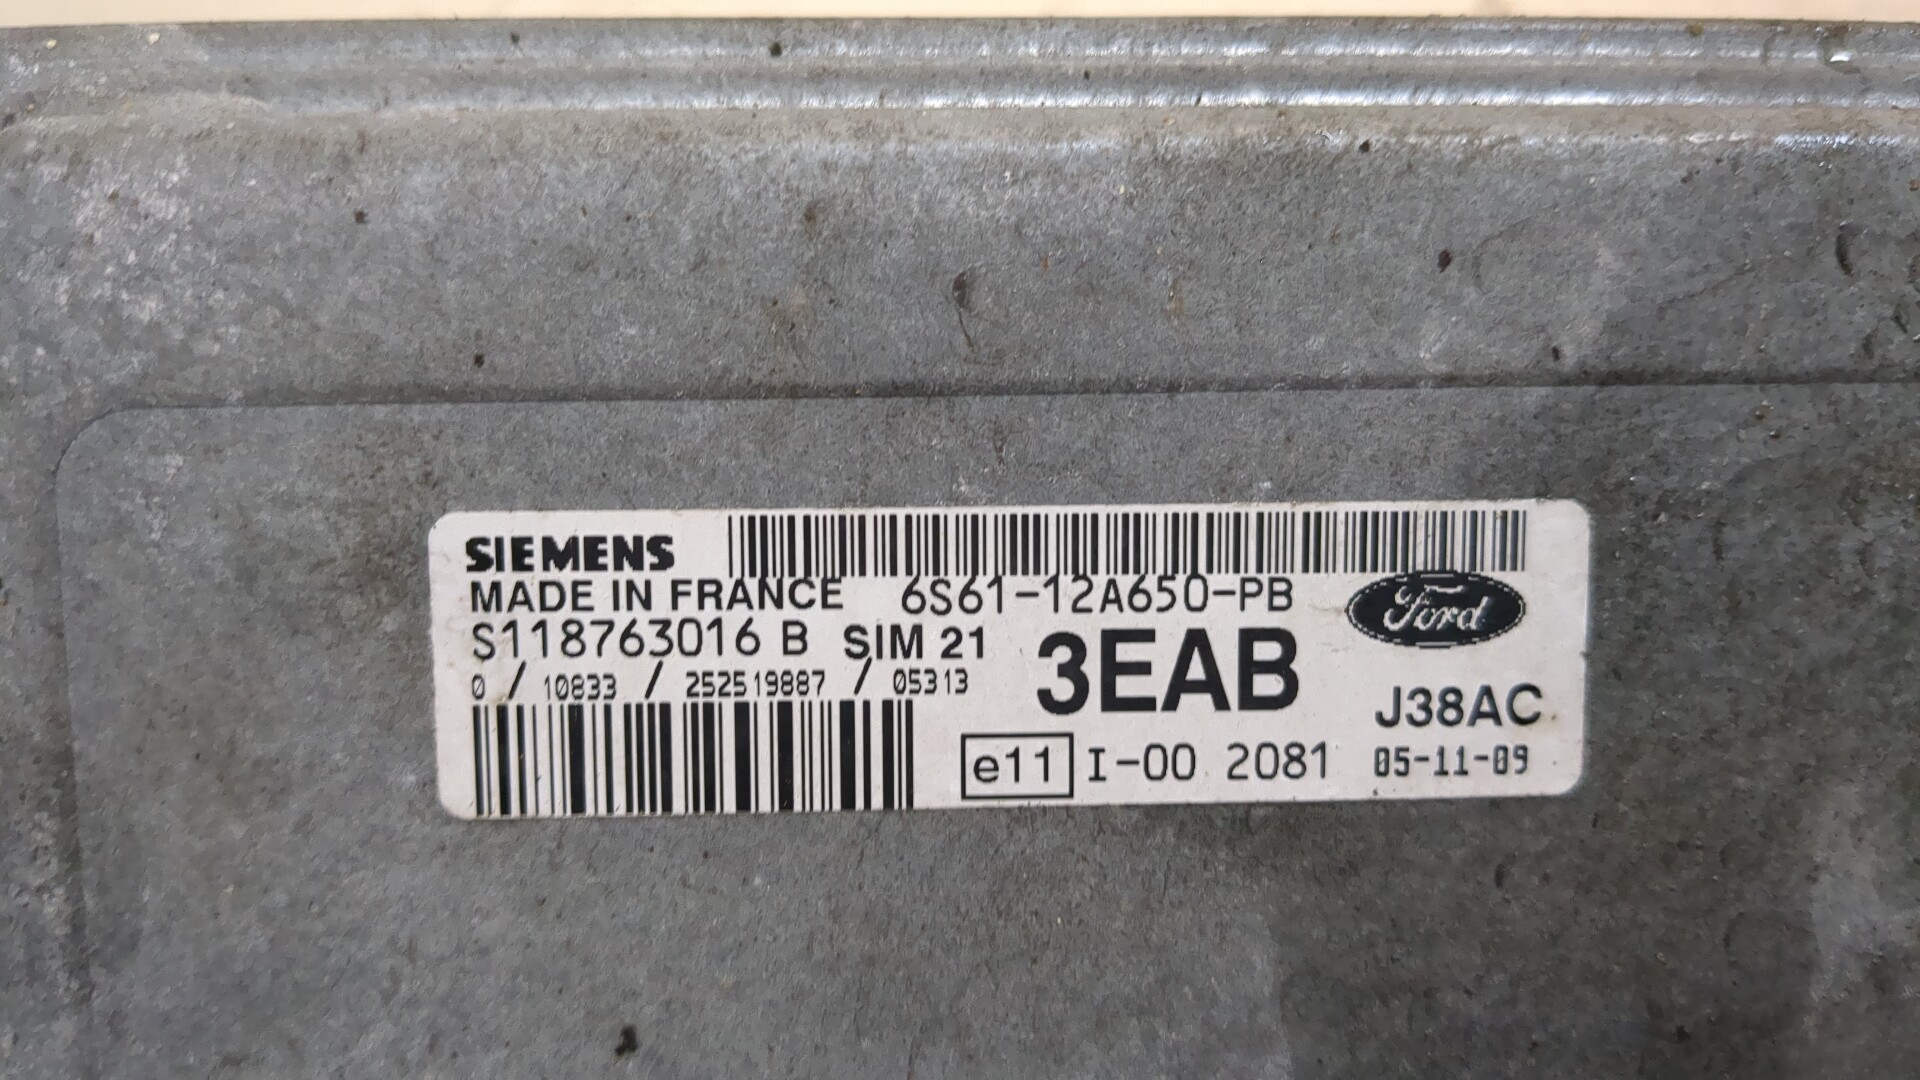 SIEMENS
MADE IN FRANCE 6S61-12A650-PB
Ford
S118763016 B SIM 21 3EAB
0 / 10833 / 252519887 / 05313
J38AC
e11 I-00 2081 05-11-09